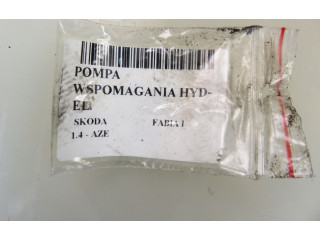 POMPA
WSPOMAGANIA HYD-
EL.
SKODA FABIA I
1.4 - AZE